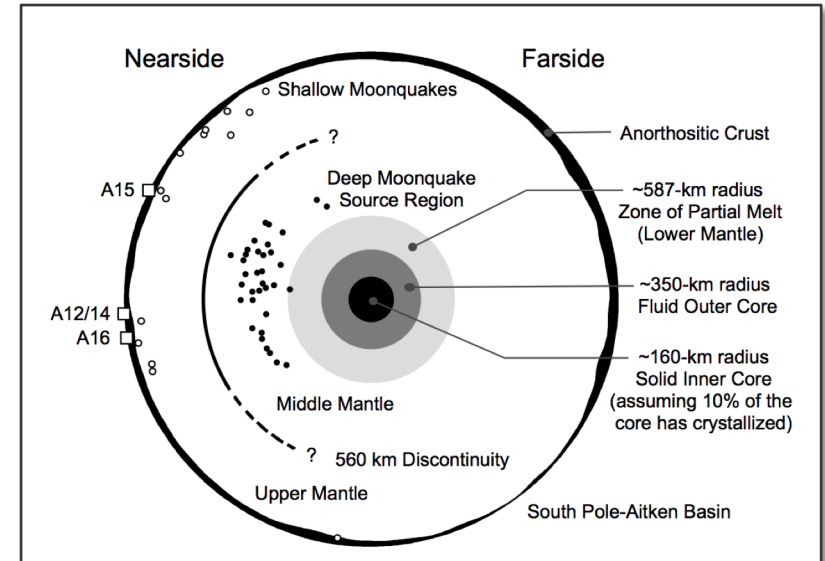 Nearside
Farside
Shallow Moonquakes
?
Anorthositic Crust
Deep Moonquake
Source Region
A15
~587-km radius
Zone of Partial Melt
(Lower Mantle)
~350-km radius
Fluid Outer Core
A12/14
A16
~160-km radius
Solid Inner Core
(assuming 10% of the
core has crystallized)
Middle Mantle
? 560 km Discontinuity
Upper Mantle
South Pole-Aitken Basin